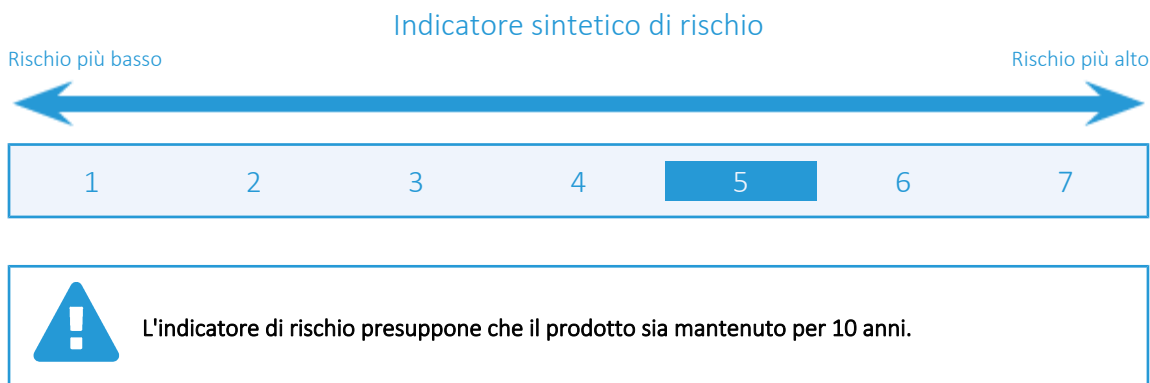 Indicatore sintetico di rischio
Rischio più basso Rischio più alto
1 2 3 4 5 6 7
L'indicatore di rischio presuppone che il prodotto sia mantenuto per 10 anni.